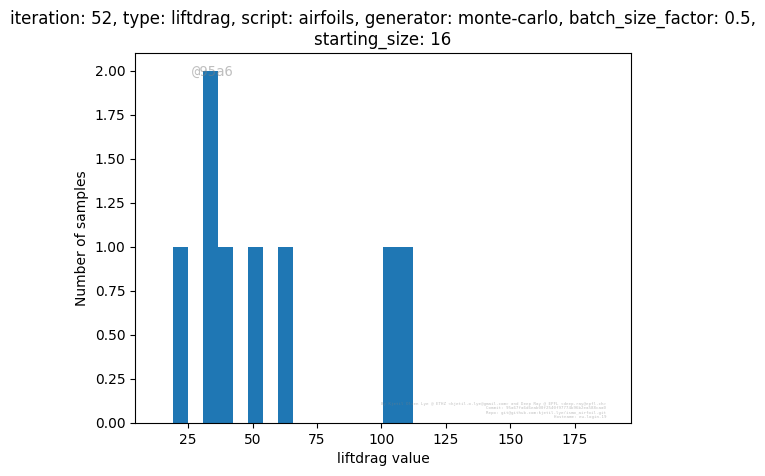 iteration: 52, type: liftdrag, script: airfoils, generator: monte-carlo, batch_size_factor: 0.5,
starting_size: 16
@95a6
2.00
1.75
1.50
1.25
1.00
0.75
0.50
0.25
0.00
Number of samples
25 50 75 100 125 150 175
liftdrag value